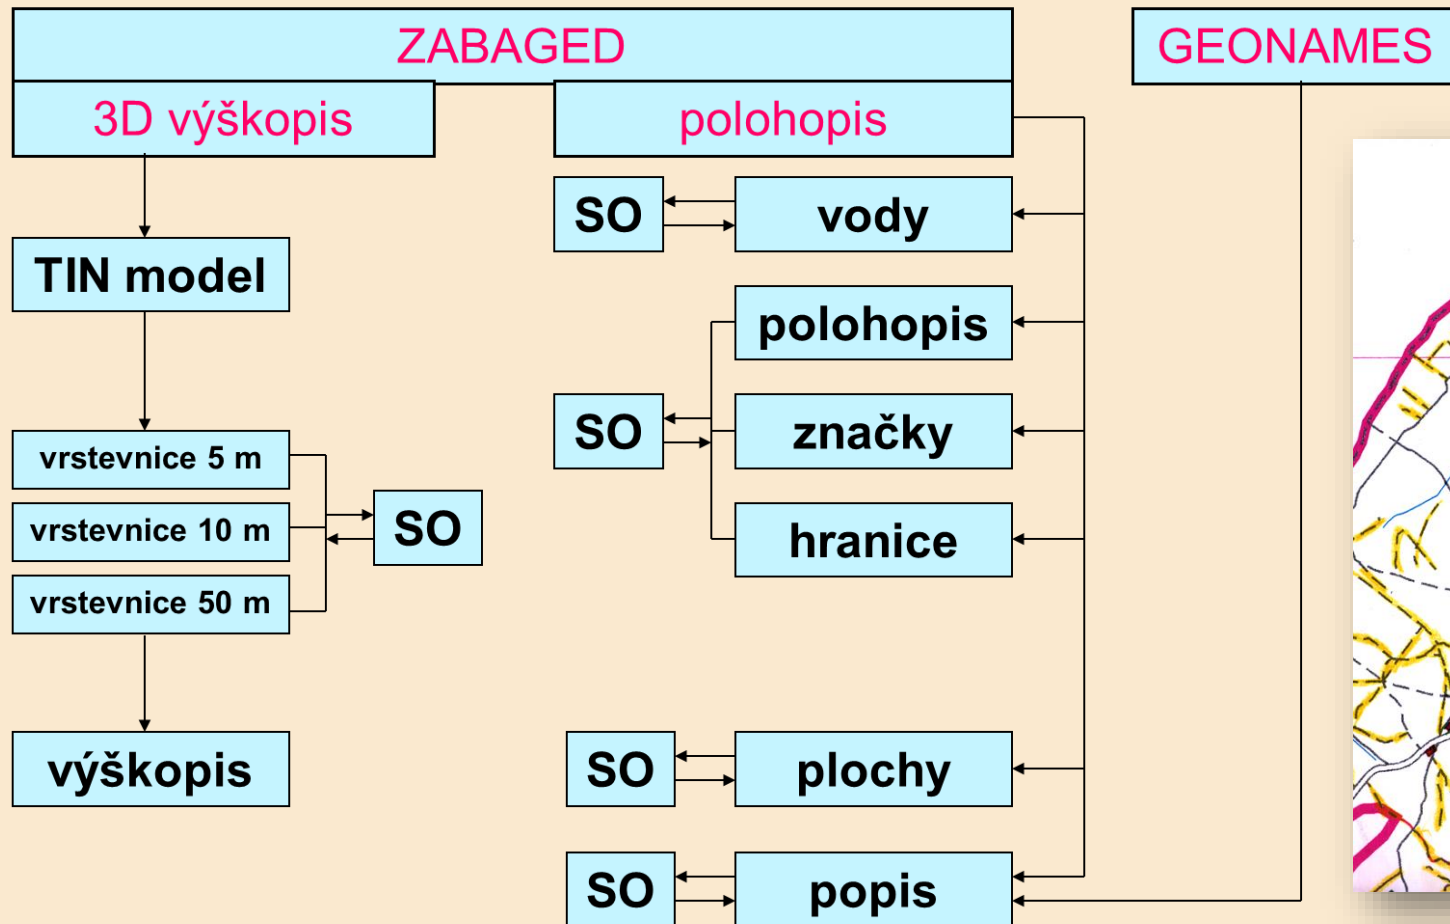 ZABAGED
GEONAMES
3D výškopis
polohopis
SO
vody
TIN model
polohopis
SO
značky
vrstevnice 5 m
vrstevnice 10 m
SO
hranice
vrstevnice 50 m
výškopis
SO
plochy
SO
popis